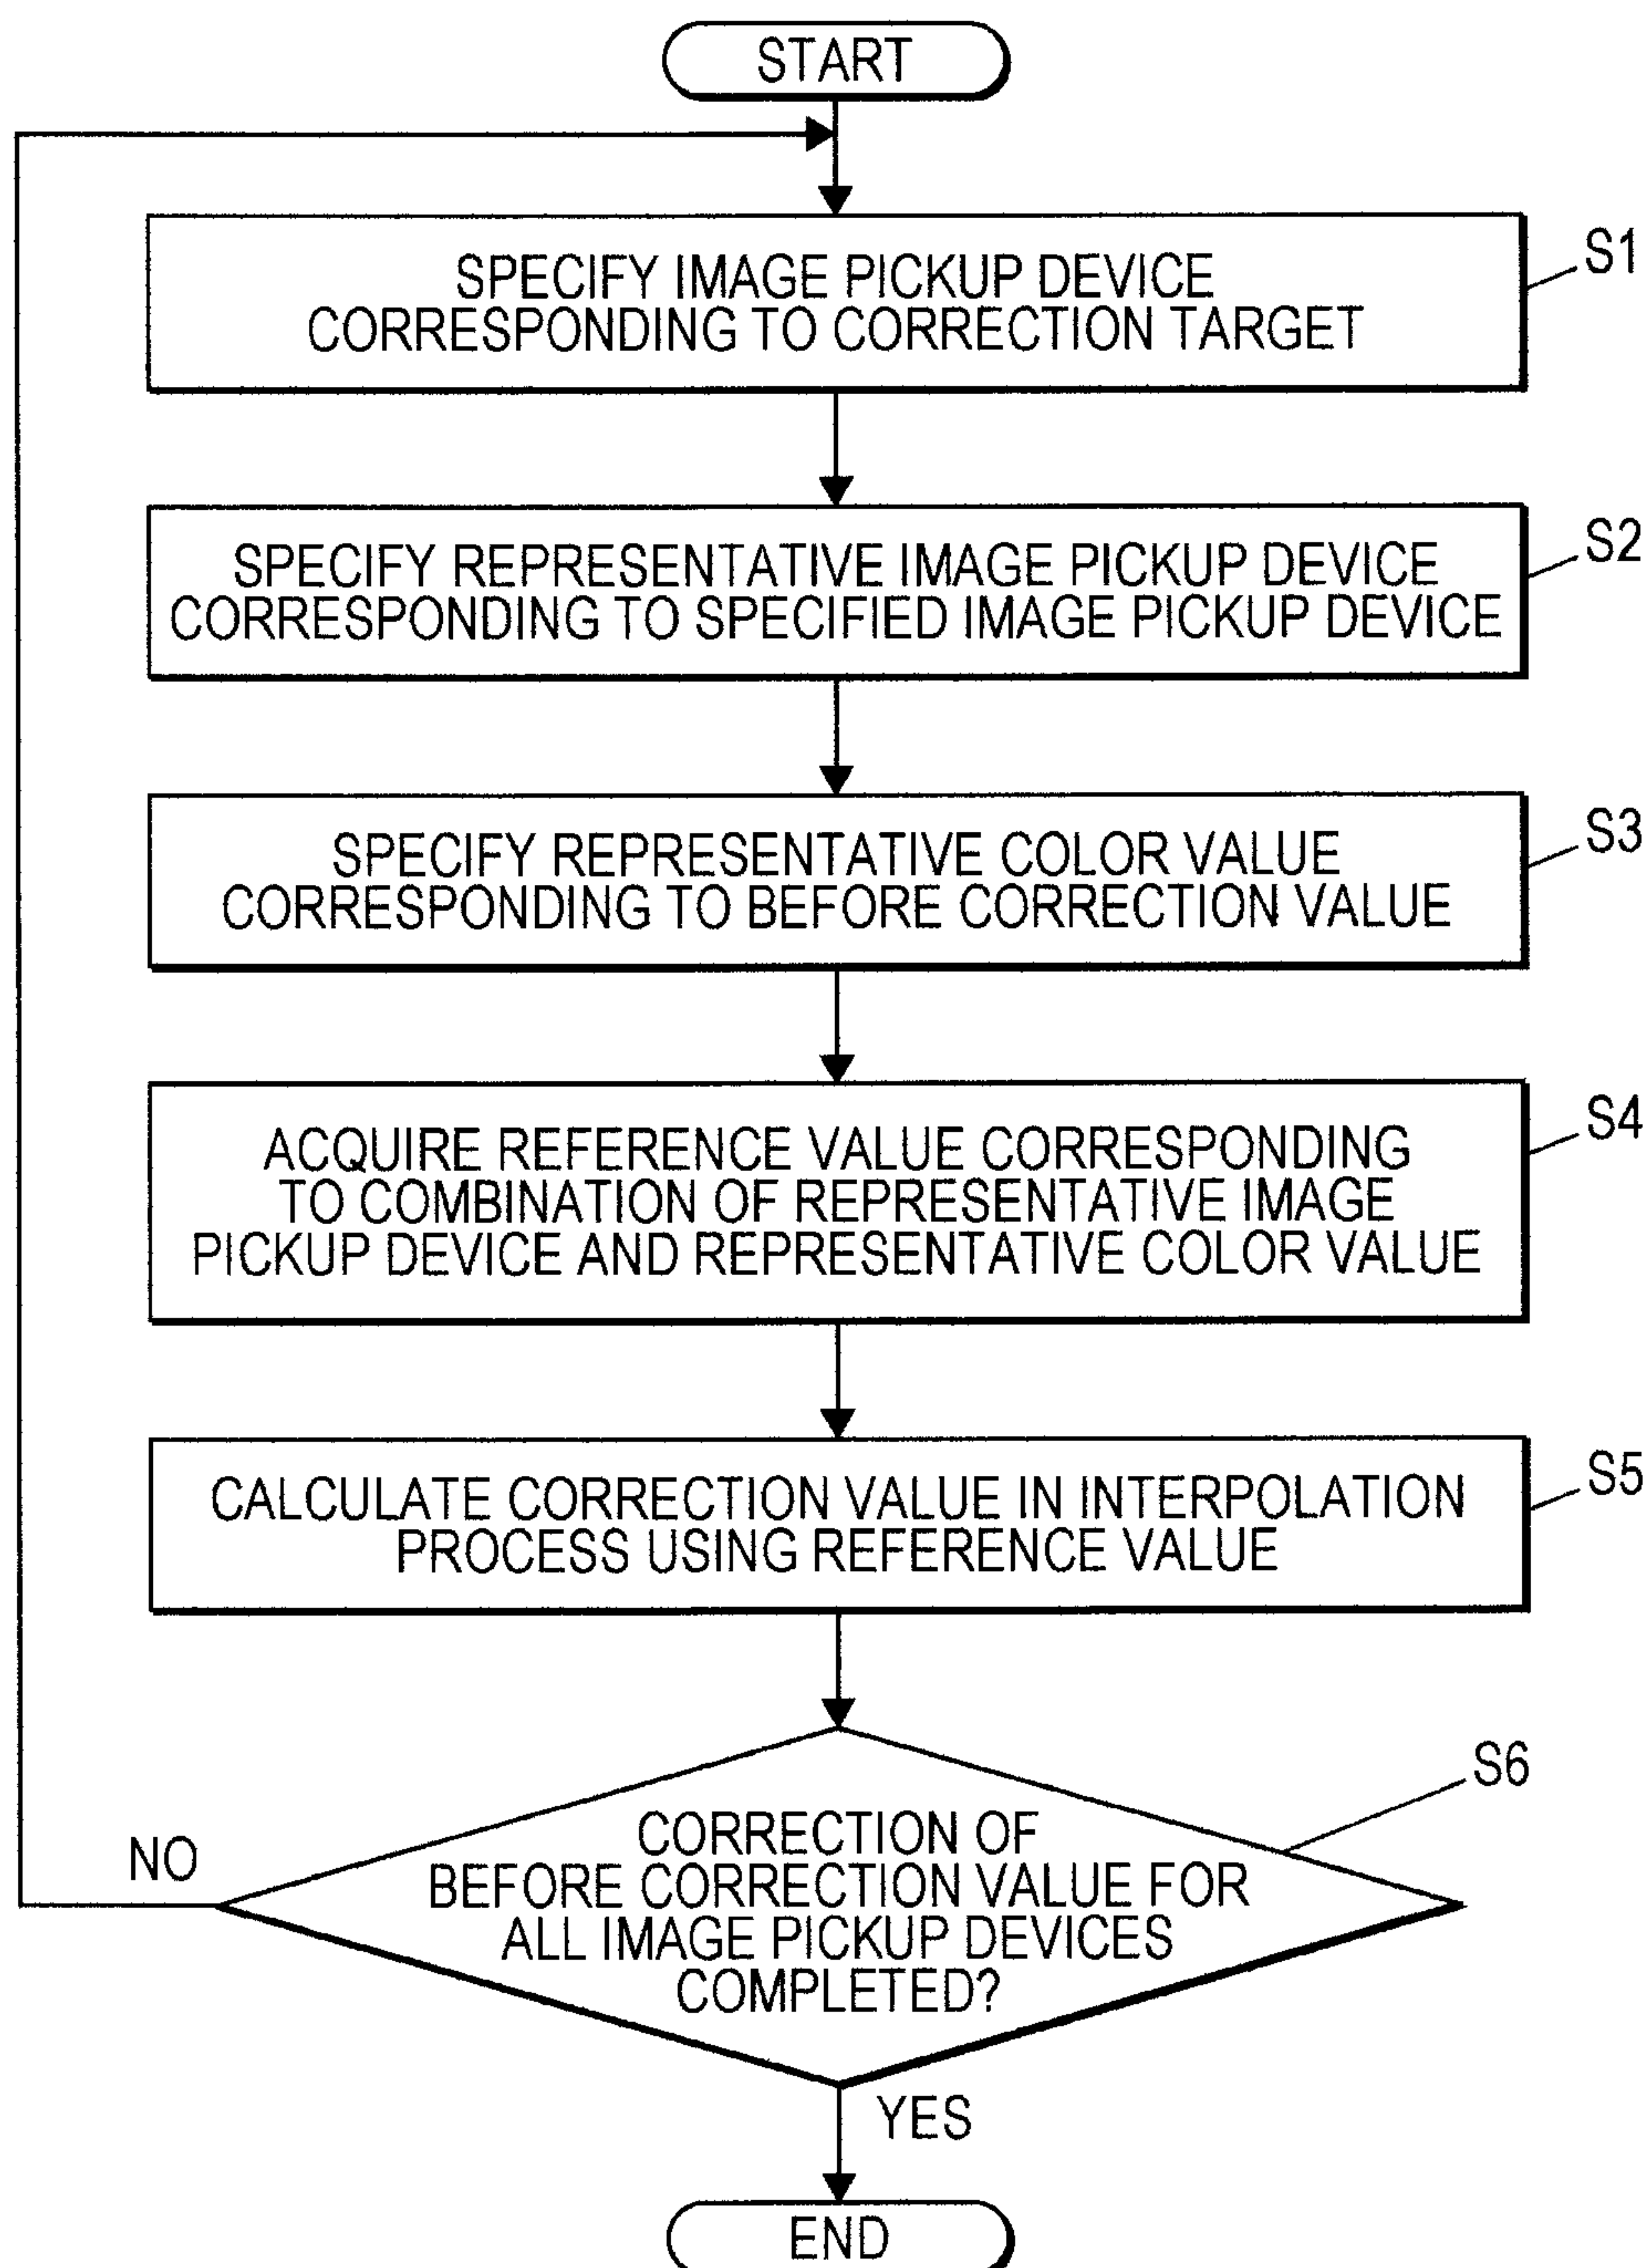 START
SPECIFY IMAGE PICKUP DEVICE
CORRESPONDING TO CORRECTION TARGET
S1
SPECIFY REPRESENTATIVE IMAGE PICKUP DEVICE
CORRESPONDING TO SPECIFIED IMAGE PICKUP DEVICE
S2
SPECIFY REPRESENTATIVE COLOR VALUE
CORRESPONDING TO BEFORE CORRECTION VALUE
S3
ACQUIRE REFERENCE VALUE CORRESPONDING
TO COMBINATION OF REPRESENTATIVE IMAGE
PICKUP DEVICE AND REPRESENTATIVE COLOR VALUE
S4
CALCULATE CORRECTION VALUE IN INTERPOLATION
PROCESS USING REFERENCE VALUE
S5
CORRECTION OF
BEFORE CORRECTION VALUE FOR
ALL IMAGE PICKUP DEVICES
COMPLETED?
S6
NO
YES
END